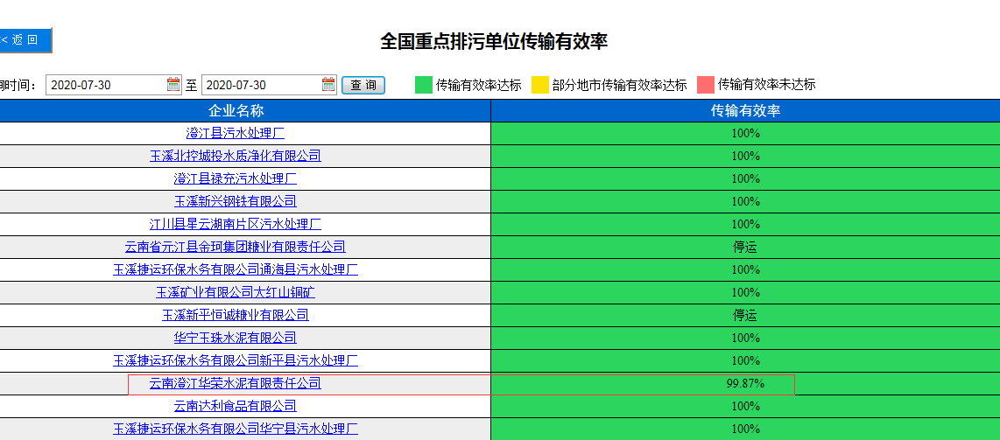 < 返 回
全国重点排污单位传输有效率
时间： 2020-07-30 至 2020-07-30 查 询 传输有效率达标 部分地市传输有效率达标 传输有效率未达标
企业名称 传输有效率
澄江县污水处理厂 100%
玉溪北控城投水质净化有限公司 100%
澄江县禄充污水处理厂 100%
玉溪新兴钢铁有限公司 100%
江川县星云湖南片区污水处理厂 100%
云南省元江县金珂集团糖业有限责任公司 停运
玉溪捷运环保水务有限公司通海县污水处理厂 100%
玉溪矿业有限公司大红山铜矿 100%
玉溪新平恒诚糖业有限公司 停运
华宁玉珠水泥有限公司 100%
玉溪捷运环保水务有限公司新平县污水处理厂 100%
云南澄江华荣水泥有限责任公司 99.87%
云南达利食品有限公司 100%
玉溪捷运环保水务有限公司华宁县污水处理厂 100%